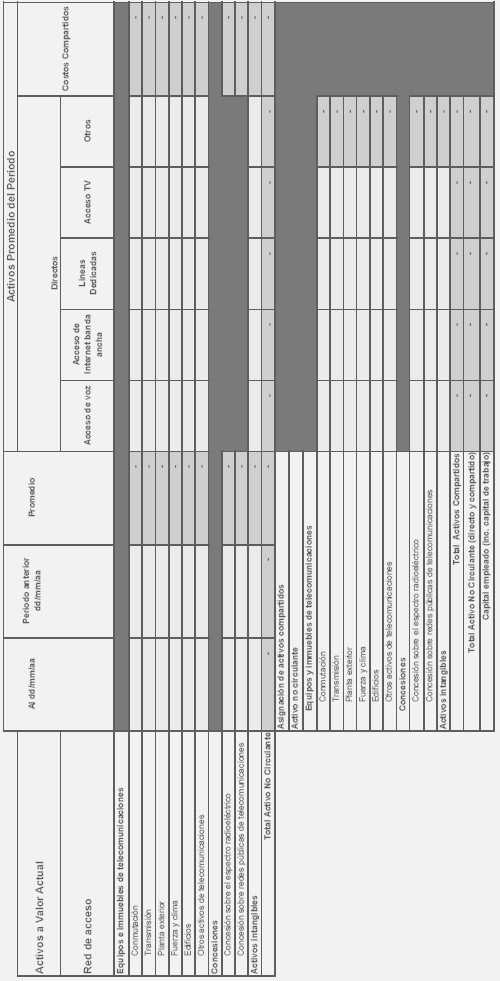 Activos a Valor Actual
Activos Promedio del Periodo
Red de acceso
Al dd/mm/aa
Periodo anterior
dd/mm/aa
Promedio
Directos
Costos Compartidos
Acceso de voz
Acceso de
internet banda
ancha
Líneas
Dedicadas
Acceso TV
Otros
Equipos e inmuebles de telecomunicaciones
Conmutación - -
Transmisión - -
Planta exterior - -
Fuerza y clima - -
Edificios - -
Otros activos de telecomunicaciones - -
Concesiones
Concesión sobre el espectro radioeléctrico - -
Concesión sobre redes públicas de telecomunicaciones - -
Activos intangibles - -
Total Activo No Circulante - - - - - - - - -
Asignación de activos compartidos
Activo no circulante
Equipos y inmuebles de telecomunicaciones
Conmutación -
Transmisión -
Planta exterior -
Fuerza y clima -
Edificios -
Otros activos de telecomunicaciones -
Concesiones
Concesión sobre el espectro radioeléctrico -
Concesión sobre redes públicas de telecomunicaciones -
Activos intangibles -
Total Activos Compartidos - - - - -
Total Activo No Circulante (directo y compartido) - - - - -
Capital empleado (inc. capital de trabajo) - - - - -